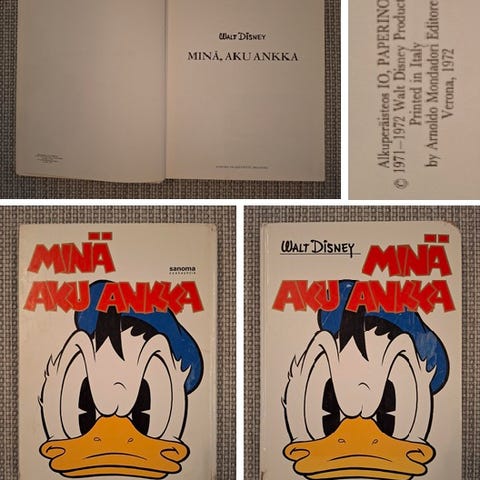 WALT DISNEY
MINÄ, AKU ANKKA
Alkuperäisteos IO, PAPERINO
© 1971–1972 Walt Disney Product
Printed in Italy
by Arnoldo Mondadori Editore
Verona, 1972
MINÄ
sanoma
AKU ANKKA
WALT DISNEY
MINÄ
AKU ANKKA